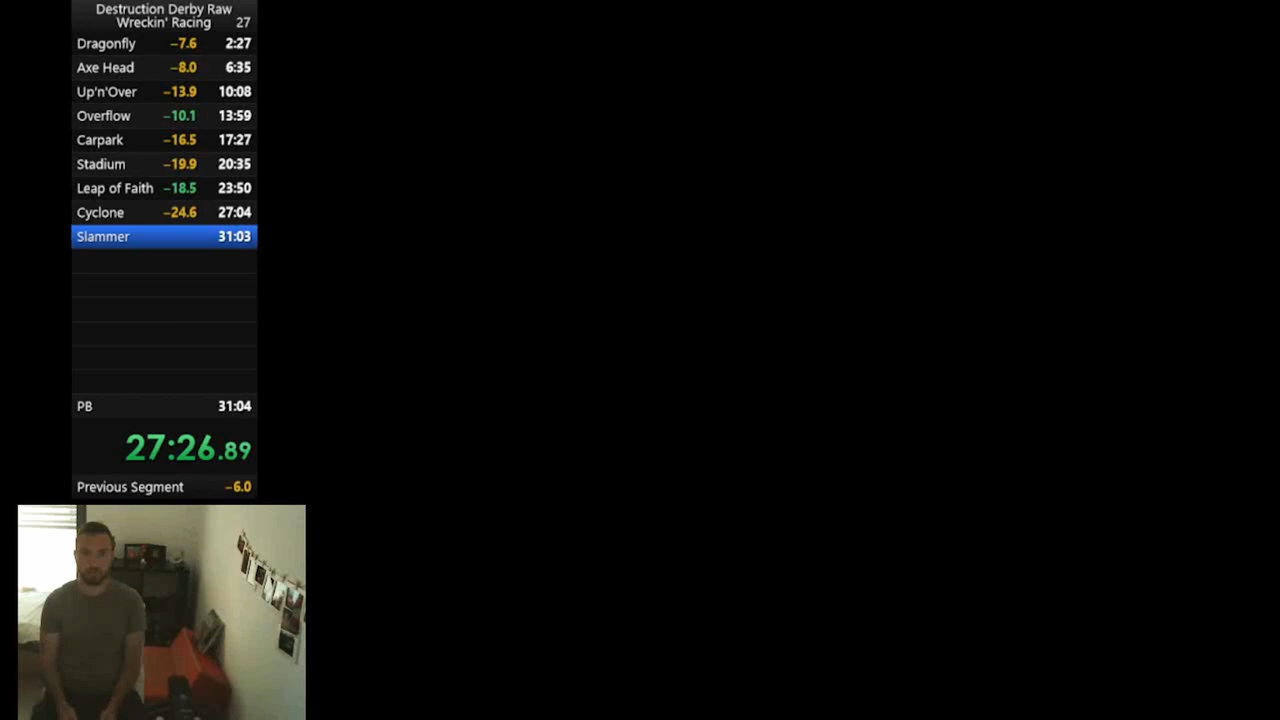 Destruction Derby Raw
Wreckin' Racing 27
Dragonfly −7.6 2:27
Axe Head −8.0 6:35
Up'n'Over −13.9 10:08
Overflow −10.1 13:59
Carpark −16.5 17:27
Stadium −19.9 20:35
Leap of Faith −18.5 23:50
Cyclone −24.6 27:04
Slammer 31:03
PB 31:04
27:26.89
Previous Segment −6.0